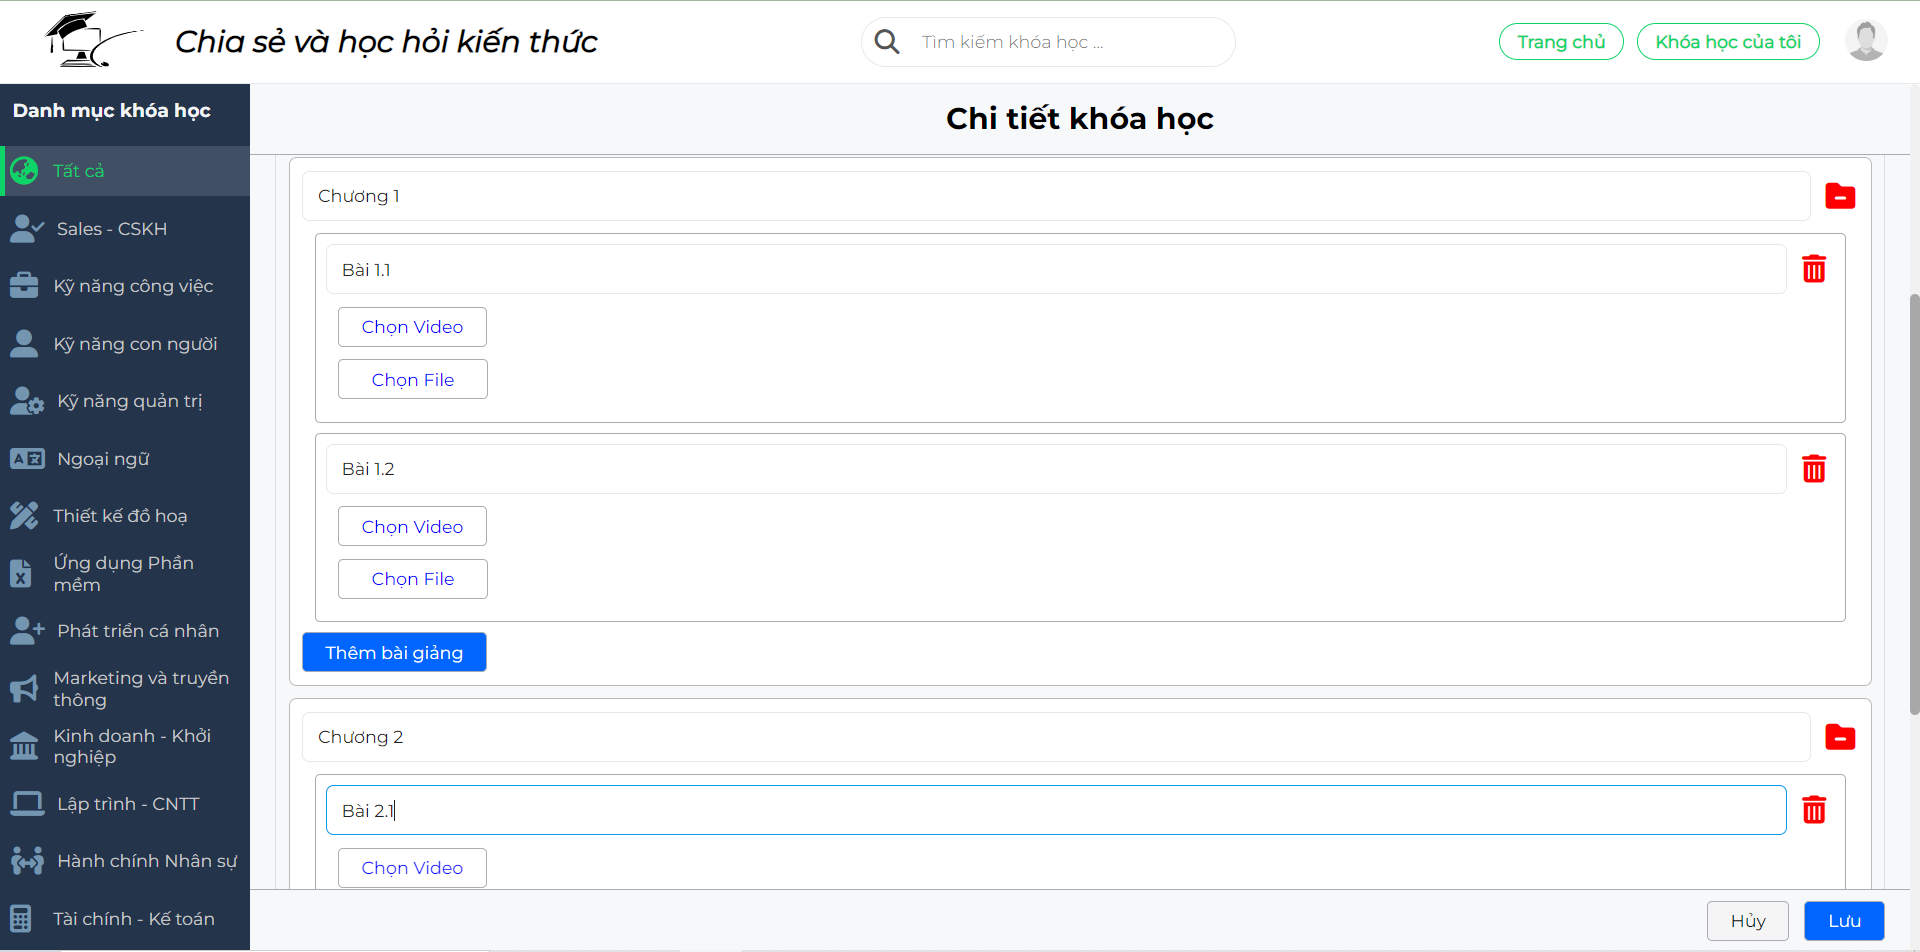 Chia sẻ và học hỏi kiến thức
Tìm kiếm khóa học ...
Trang chủ
Khóa học của tôi
Danh mục khóa học
Tất cả
Sales - CSKH
Kỹ năng công việc
Kỹ năng con người
Kỹ năng quản trị
Ngoại ngữ
Thiết kế đồ hoạ
Ứng dụng Phần
mềm
Phát triển cá nhân
Marketing và truyền
thông
Kinh doanh - Khởi
nghiệp
Lập trình - CNTT
Hành chính Nhân sự
Tài chính - Kế toán
Chi tiết khóa học
Chương 1
Bài 1.1
Chọn Video
Chọn File
Bài 1.2
Chọn Video
Chọn File
Thêm bài giảng
Chương 2
Bài 2.1
Chọn Video
Hủy
Lưu